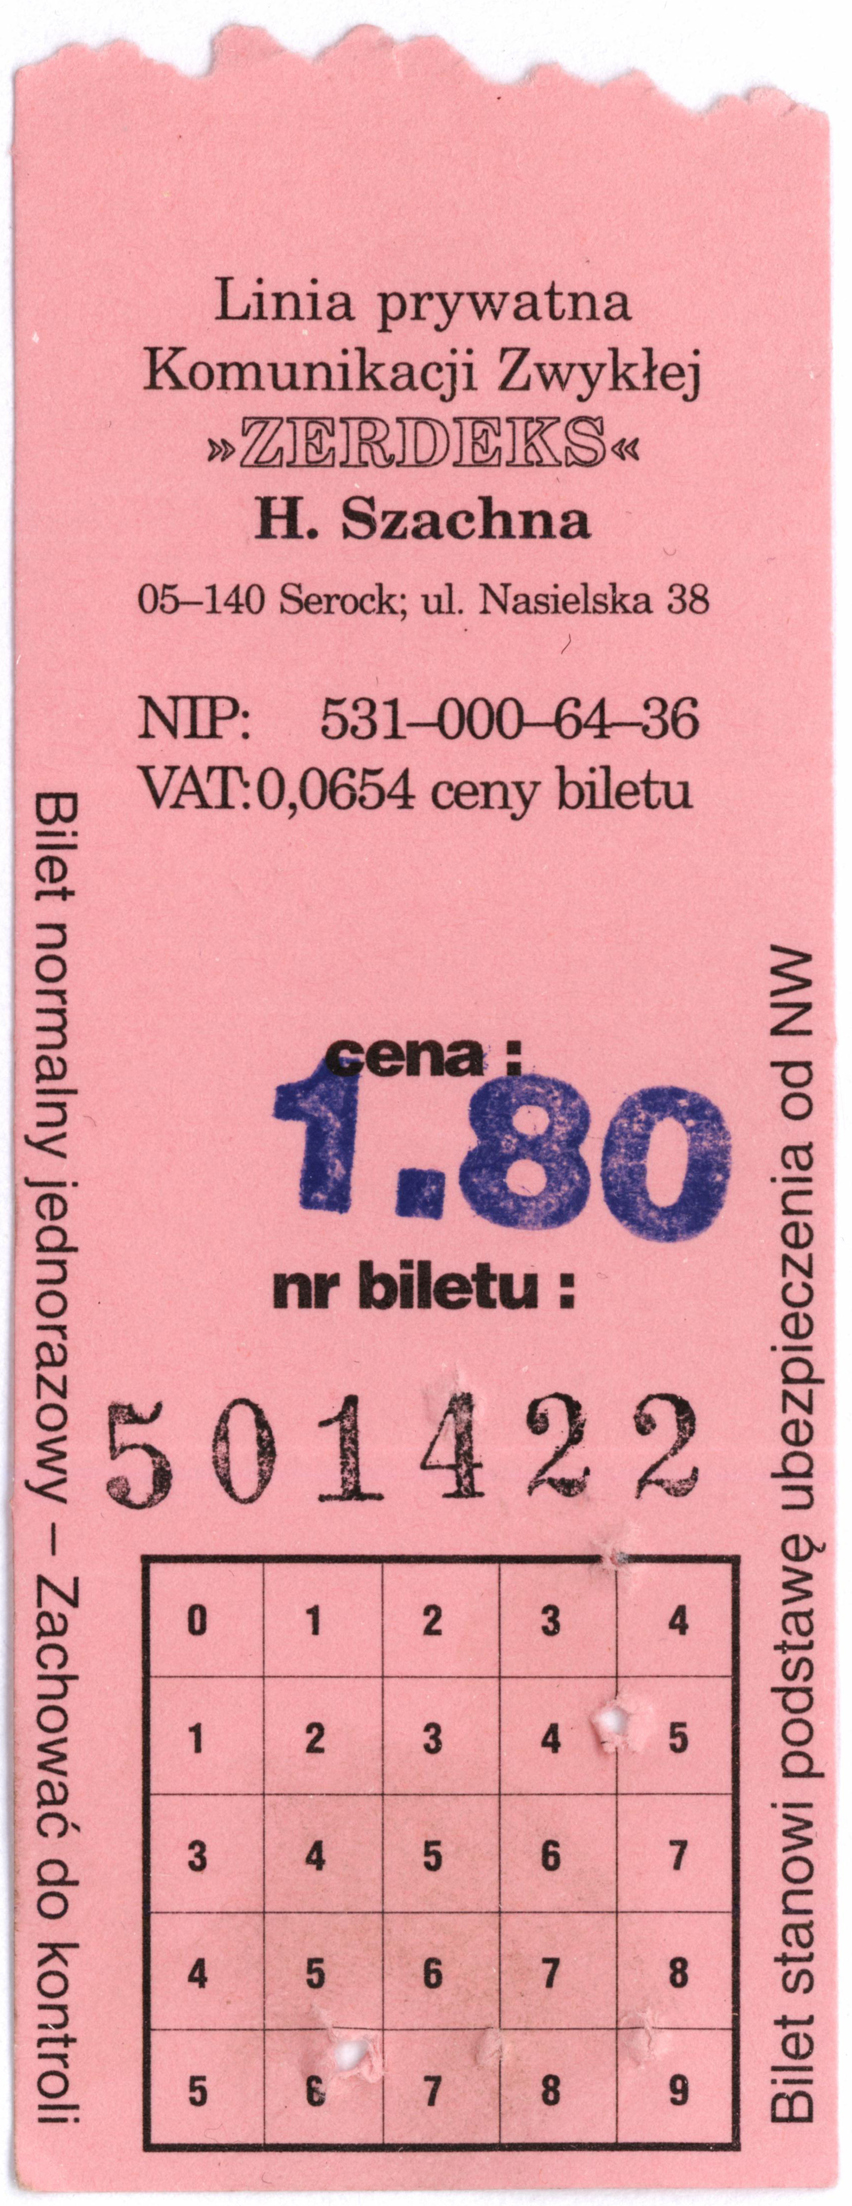 Linia prywatna
Komunikacji Zwykłej
»ZERDEKS«
H. Szachna
05–140 Serock; ul. Nasielska 38
NIP: 531–000–64–36
VAT:0,0654 ceny biletu
cena :
1.80
nr biletu :
501422
0 1 2 3 4
1 2 3 4 5
3 4 5 6 7
4 5 6 7 8
5 6 7 8 9
Bilet normalny jednorazowy – Zachować do kontroli
Bilet stanowi podstawę ubezpieczenia od NW